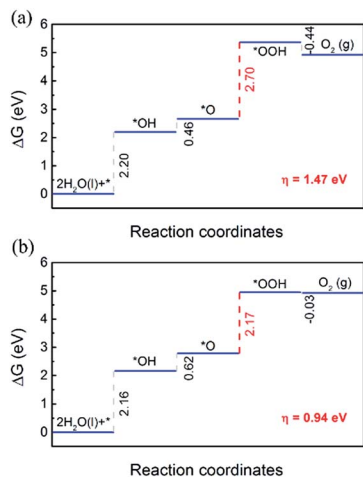 (a)
ΔG (eV)
6
5
4
3
2
1
0
2H₂O(l)+*
2.20
*OH
0.46
*O
2.70
*OOH
-0.44
O₂ (g)
η = 1.47 eV
Reaction coordinates
(b)
ΔG (eV)
6
5
4
3
2
1
0
2H₂O(l)+*
2.16
*OH
0.62
*O
2.17
*OOH
-0.03
O₂ (g)
η = 0.94 eV
Reaction coordinates